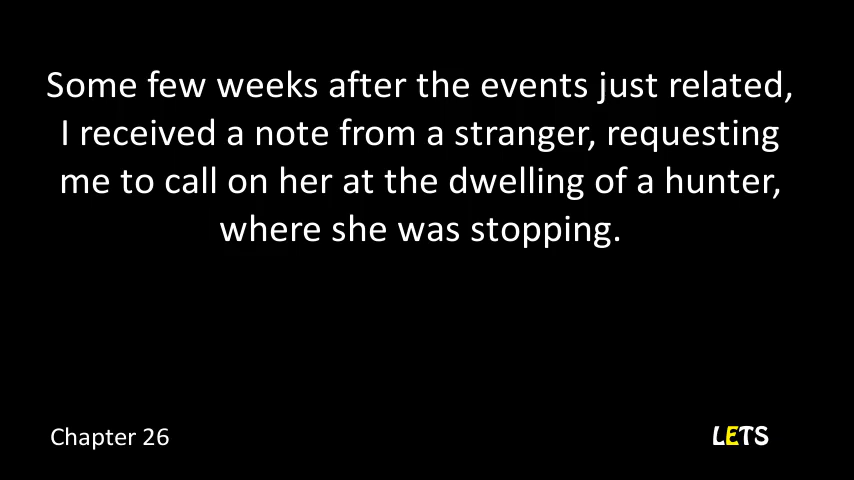 Some few weeks after the events just related,
I received a note from a stranger, requesting
me to call on her at the dwelling of a hunter,
where she was stopping.
Chapter 26
LETS